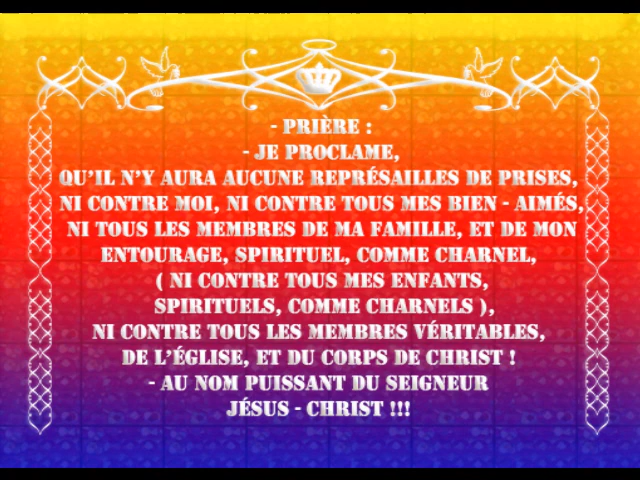 - PRIÈRE :
- JE PROCLAME,
QU'IL N'Y AURA AUCUNE REPRÉSAILLES DE PRISES,
NI CONTRE MOI, NI CONTRE TOUS MES BIEN - AIMÉS,
NI TOUS LES MEMBRES DE MA FAMILLE, ET DE MON
ENTOURAGE, SPIRITUEL, COMME CHARNEL,
( NI CONTRE TOUS MES ENFANTS,
SPIRITUELS, COMME CHARNELS ),
NI CONTRE TOUS LES MEMBRES VÉRITABLES,
DE L'ÉGLISE, ET DU CORPS DE CHRIST !
- AU NOM PUISSANT DU SEIGNEUR
JÉSUS - CHRIST !!!